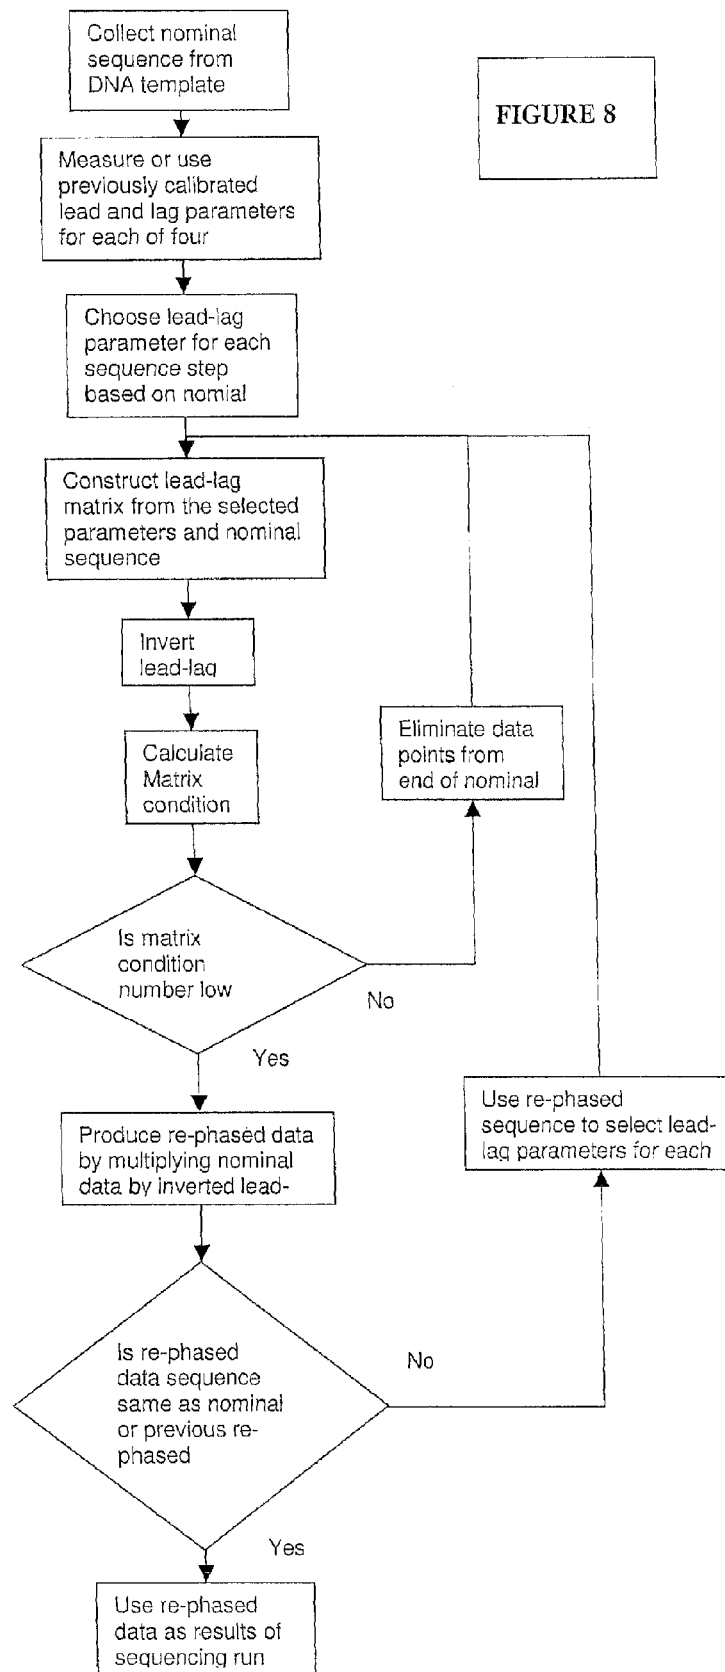 Collect nominal
sequence from
DNA template
FIGURE 8
Measure or use
previously calibrated
lead and lag parameters
for each of four
Choose lead-lag
parameter for each
sequence step
based on nomial
Construct lead-lag
matrix from the selected
parameters and nominal
sequence
Invert
lead-lag
Eliminate data
points from
end of nominal
Calculate
Matrix
condition
Is matrix
condition
number low
No
Yes
Use re-phased
sequence to select lead-
lag parameters for each
Produce re-phased data
by multiplying nominal
data by inverted lead-
Is re-phased
data sequence
same as nominal
or previous re-
phased
No
Yes
Use re-phased
data as results of
sequencing run